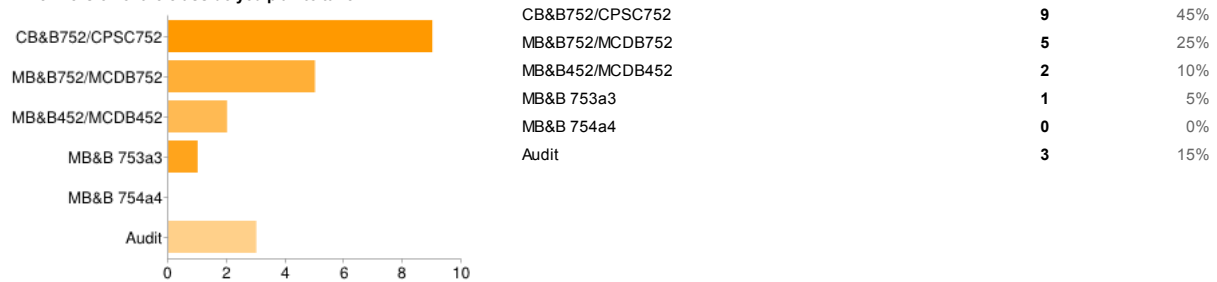 CB&B752/CPSC752
MB&B752/MCDB752
MB&B452/MCDB452
MB&B 753a3
MB&B 754a4
Audit
0 2 4 6 8 10
CB&B752/CPSC752 9 45%
MB&B752/MCDB752 5 25%
MB&B452/MCDB452 2 10%
MB&B 753a3 1 5%
MB&B 754a4 0 0%
Audit 3 15%